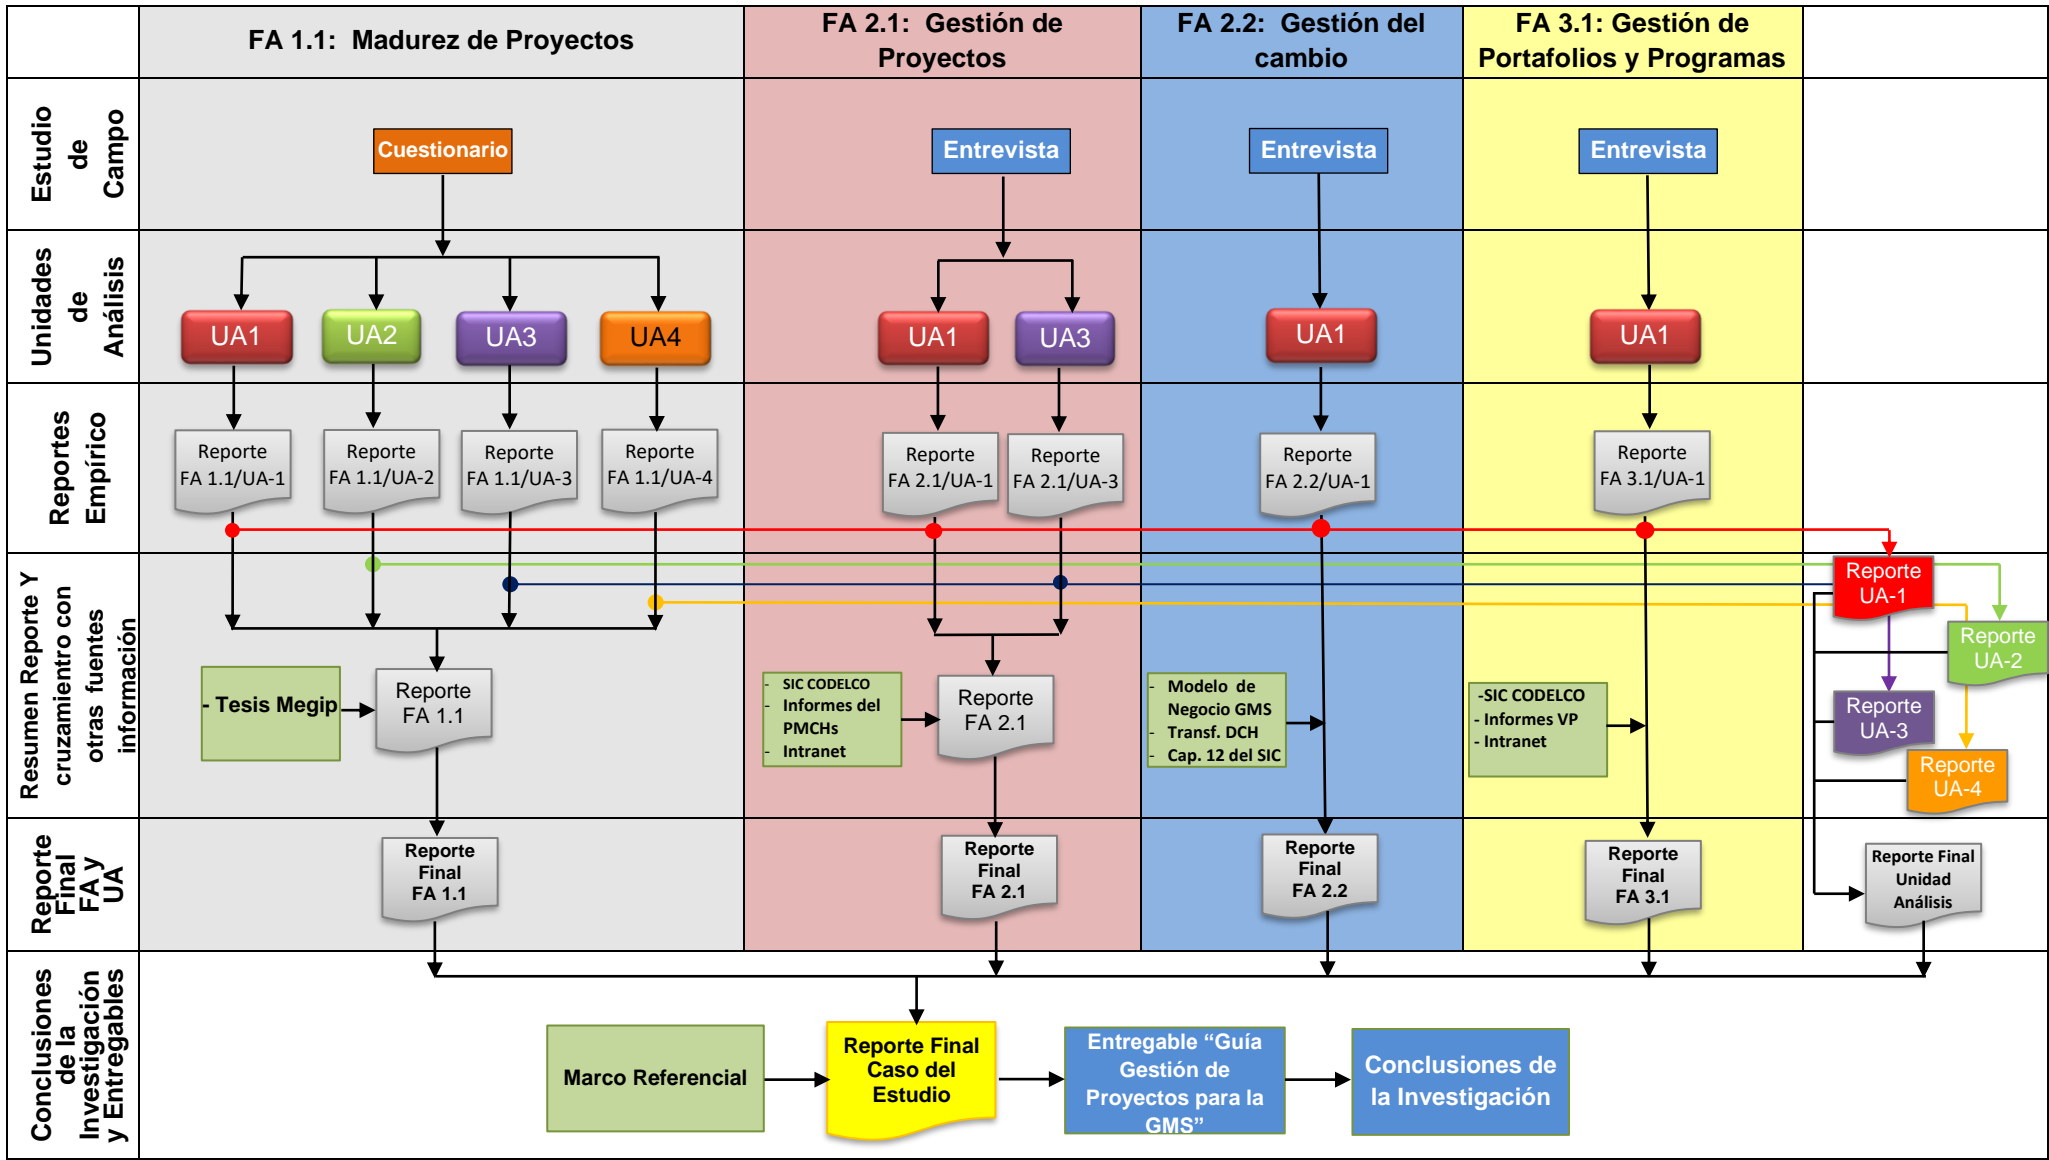 FA 1.1:  Madurez de Proyectos
FA 2.1:  Gestión de
Proyectos
FA 2.2:  Gestión del
cambio
FA 3.1: Gestión de
Portafolios y Programas
Estudio
de
Campo
Cuestionario
Entrevista
Entrevista
Entrevista
Unidades
de
Análisis
UA1
UA2
UA3
UA4
UA1
UA3
UA1
UA1
Reportes
Empírico
Reporte
FA 1.1/UA-1
Reporte
FA 1.1/UA-2
Reporte
FA 1.1/UA-3
Reporte
FA 1.1/UA-4
Reporte
FA 2.1/UA-1
Reporte
FA 2.1/UA-3
Reporte
FA 2.2/UA-1
Reporte
FA 3.1/UA-1
Resumen Reporte Y
cruzamientro con
otras fuentes
información
- Tesis Megip
Reporte
FA 1.1
- SIC CODELCO
- Informes del
PMCHs
- Intranet
Reporte
FA 2.1
- Modelo de
Negocio GMS
- Transf. DCH
- Cap. 12 del SIC
-SIC CODELCO
- Informes VP
- Intranet
Reporte
UA-1
Reporte
UA-2
Reporte
UA-3
Reporte
UA-4
Reporte
Final
FA y
UA
Reporte
Final
FA 1.1
Reporte
Final
FA 2.1
Reporte
Final
FA 2.2
Reporte
Final
FA 3.1
Reporte Final
Unidad
Análisis
Conclusiones
de la
Investigación
y Entregables
Marco Referencial
Reporte Final
Caso del
Estudio
Entregable “Guía
Gestión de
Proyectos para la
GMS”
Conclusiones de
la Investigación